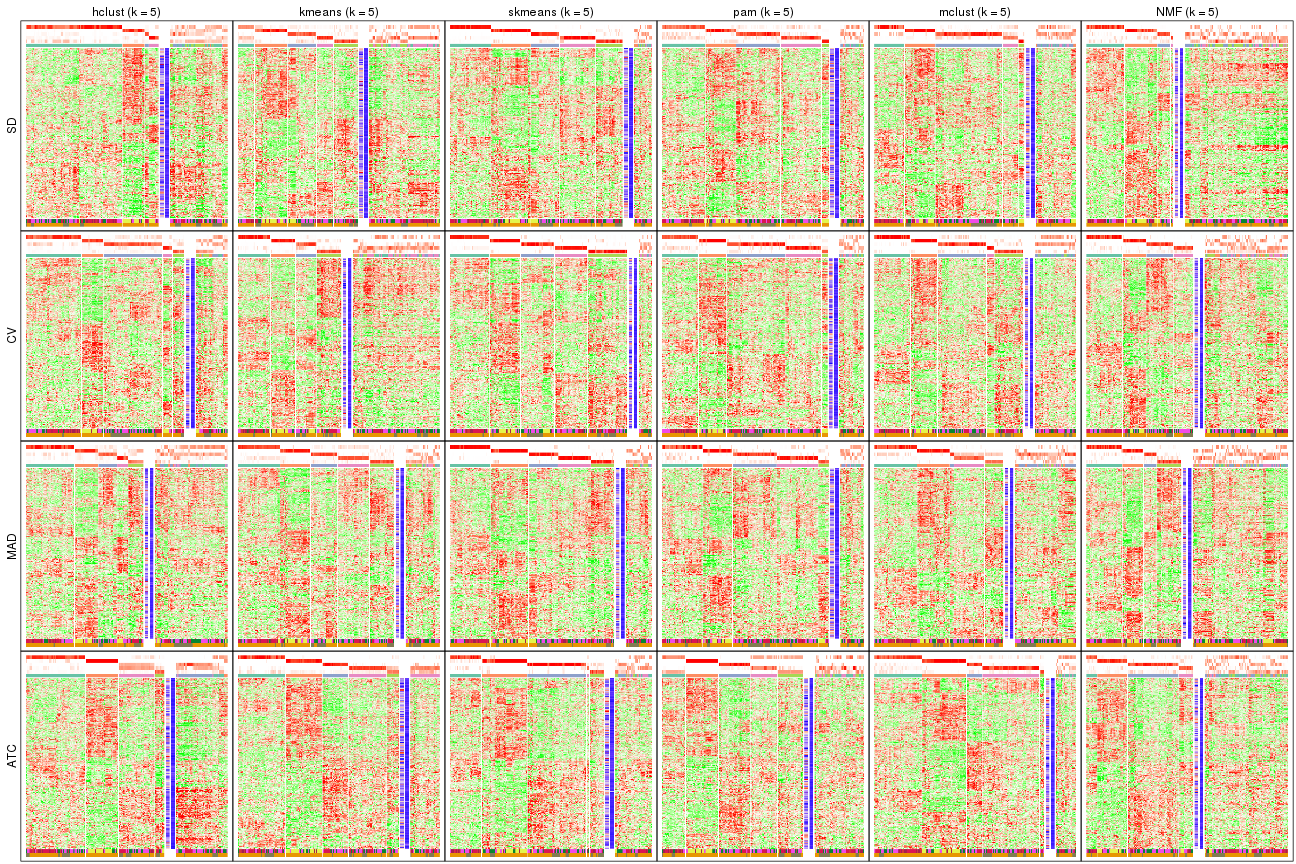 hclust (k = 5) kmeans (k = 5) skmeans (k = 5) pam (k = 5) mclust (k = 5) NMF (k = 5)
SD
CV
MAD
ATC